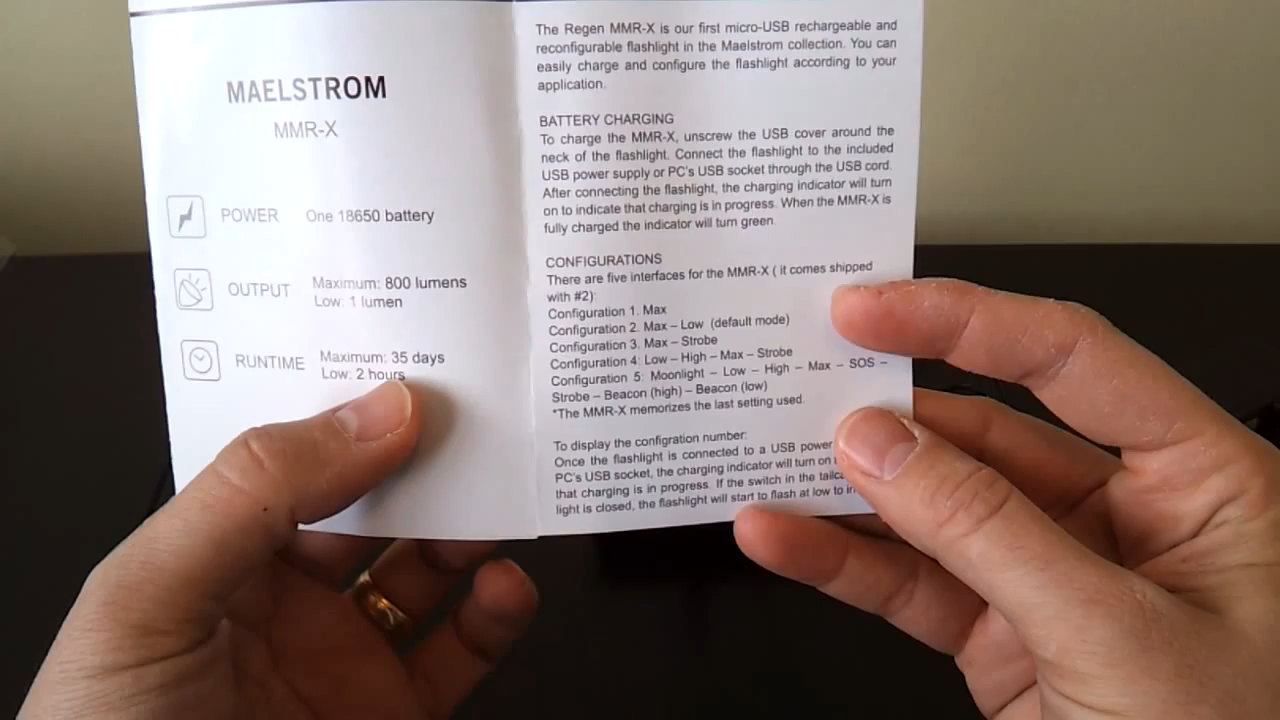 MAELSTROM
MMR-X
POWER One 18650 battery
OUTPUT Maximum: 800 lumens
Low: 1 lumen
RUNTIME Maximum: 35 days
Low: 2 hours
The Regen MMR-X is our first micro-USB rechargeable and
reconfigurable flashlight in the Maelstrom collection. You can
easily charge and configure the flashlight according to your
application.
BATTERY CHARGING
To charge the MMR-X, unscrew the USB cover around the
neck of the flashlight. Connect the flashlight to the included
USB power supply or PC's USB socket through the USB cord.
After connecting the flashlight, the charging indicator will turn
on to indicate that charging is in progress. When the MMR-X is
fully charged the indicator will turn green.
CONFIGURATIONS
There are five interfaces for the MMR-X ( it comes shipped
with #2):
Configuration 1. Max
Configuration 2. Max – Low (default mode)
Configuration 3. Max – Strobe
Configuration 4: Low – High – Max – Strobe
Configuration 5: Moonlight – Low – High – Max – SOS –
Strobe – Beacon (high) – Beacon (low)
*The MMR-X memorizes the last setting used.
To display the configration number:
Once the flashlight is connected to a USB power
PC's USB socket, the charging indicator will turn on
that charging is in progress. If the switch in the
light is closed, the flashlight will start to flash at low to